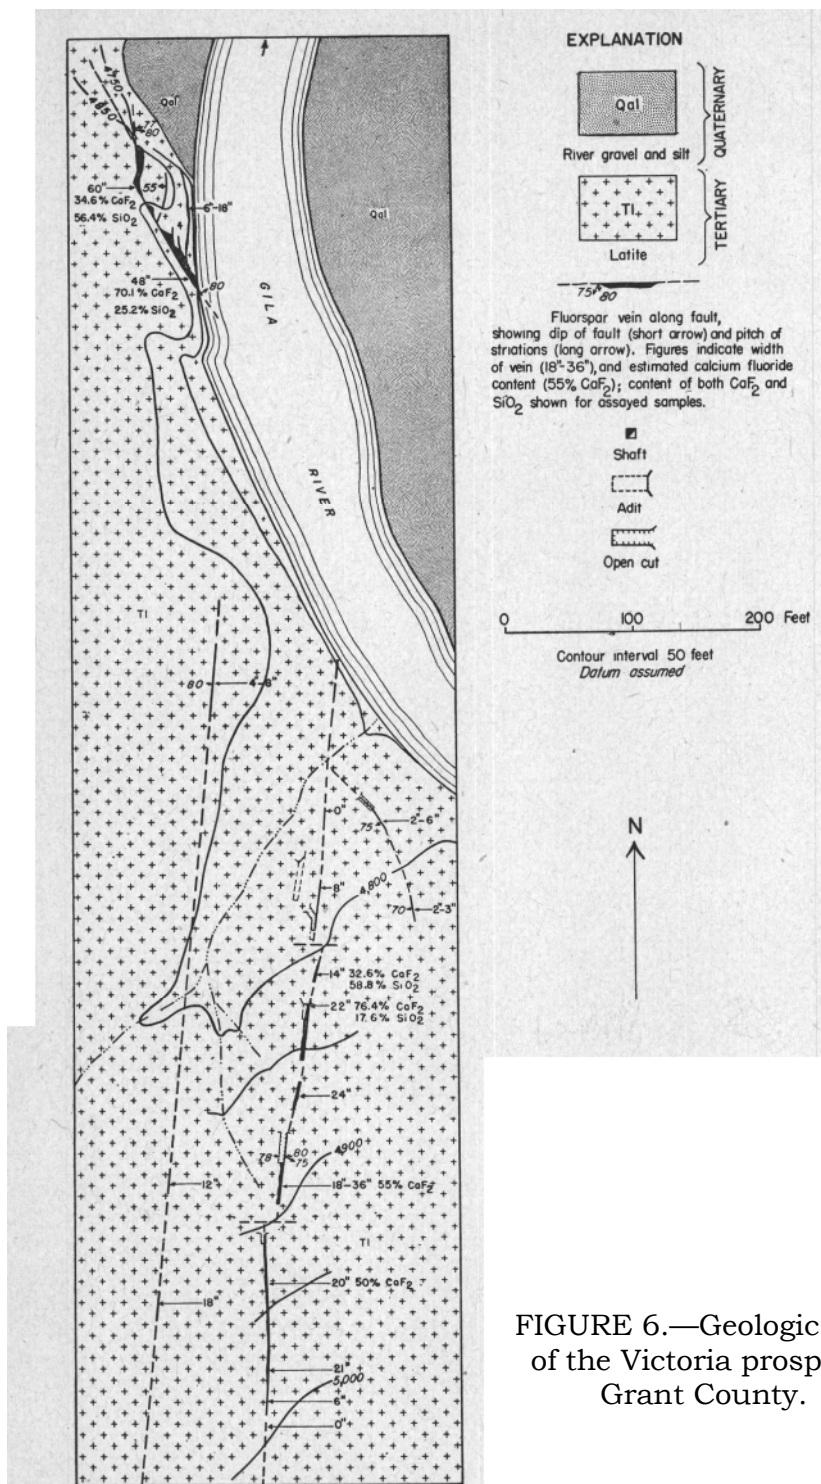 EXPLANATION
Qal
River gravel and silt
QUATERNARY
Tl
Latite
TERTIARY
75 80
Fluorspar vein along fault,
showing dip of fault (short arrow) and pitch of
striations (long arrow). Figures indicate width
of vein (18"-36"), and estimated calcium fluoride
content (55% CaF₂); content of both CaF₂ and
SiO₂ shown for assayed samples.
Shaft
Adit
Open cut
0 100 200 Feet
Contour interval 50 feet
Datum assumed
N
4750
4850
Qal
77
80
60"
55
34.6% CaF₂
56.4% SiO₂
6"-18"
Qal
48"
80
70.1% CaF₂
25.2% SiO₂
GILA
RIVER
Tl
80
4"-8"
0"
75
2"-6"
8"
4,800
70
2"-3"
14" 32.6% CaF₂
58.8% SiO₂
22" 76.4% CaF₂
17.6% SiO₂
24"
78
80
75
4,900
12"
18"-36" 55% CaF₂
Tl
20" 50% CaF₂
18"
21"
5,000
6"
0"
FIGURE 6.—Geologic
of the Victoria prosp
Grant County.